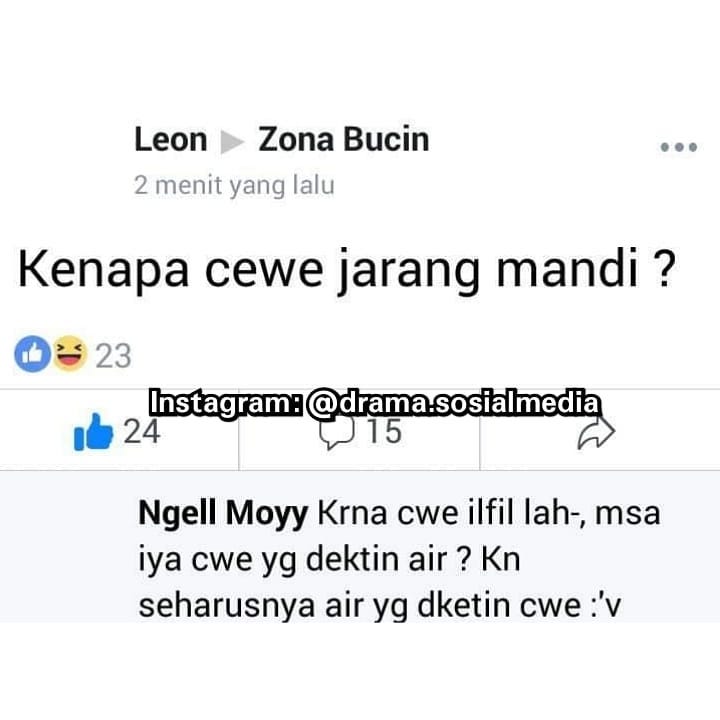 Leon ▶ Zona Bucin
2 menit yang lalu
Kenapa cewe jarang mandi ?
23
Instagram: @drama.sosialmedia
24 15
Ngell Moyy Krna cwe ilfil lah-, msa
iya cwe yg dektin air ? Kn
seharusnya air yg dketin cwe :'v